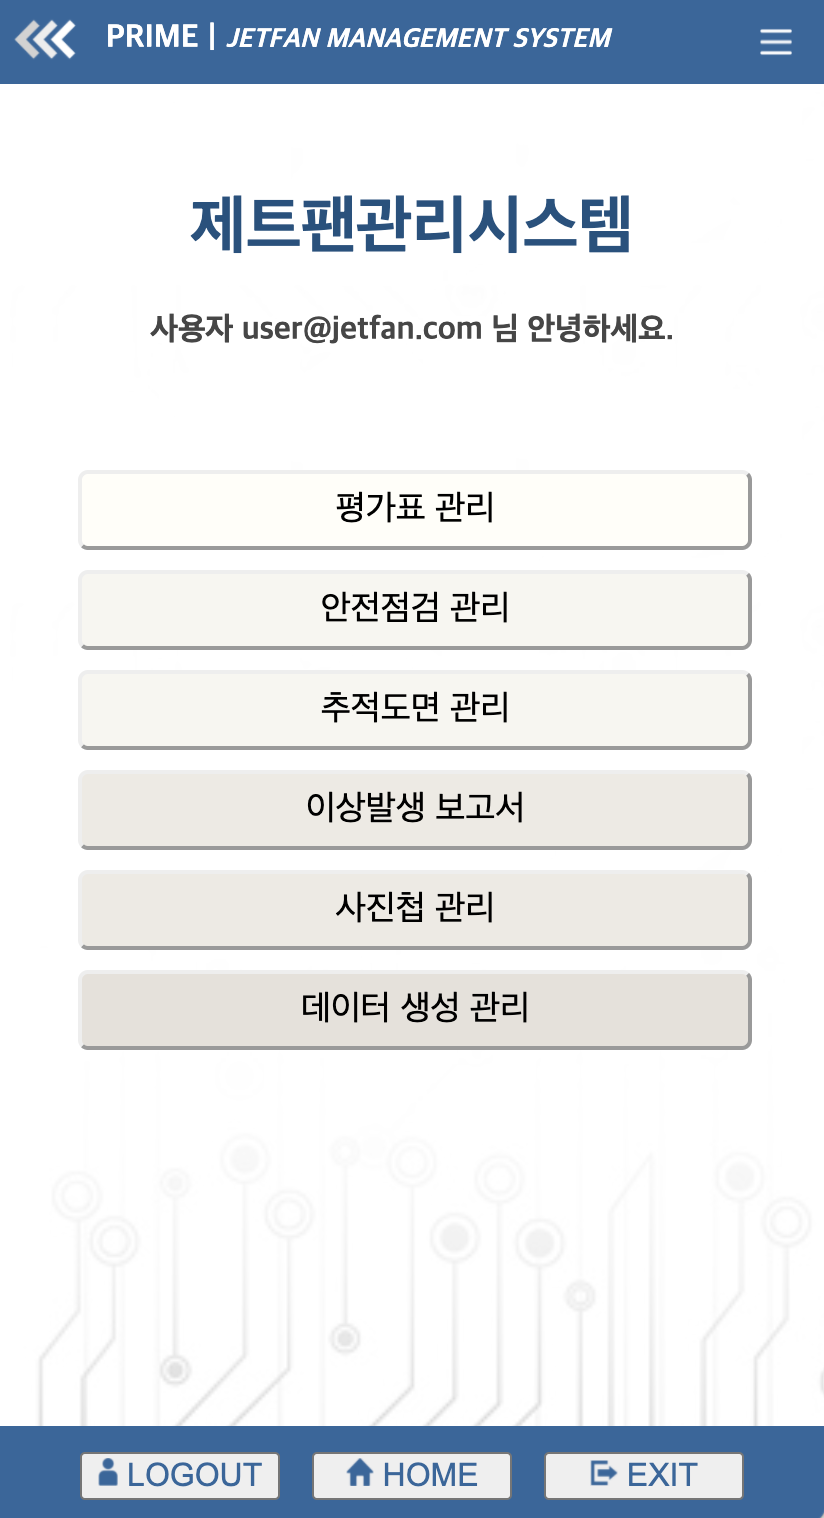 PRIME | JETFAN MANAGEMENT SYSTEM
제트팬관리시스템
사용자 user@jetfan.com 님 안녕하세요.
평가표 관리
안전점검 관리
추적도면 관리
이상발생 보고서
사진첩 관리
데이터 생성 관리
LOGOUT HOME EXIT